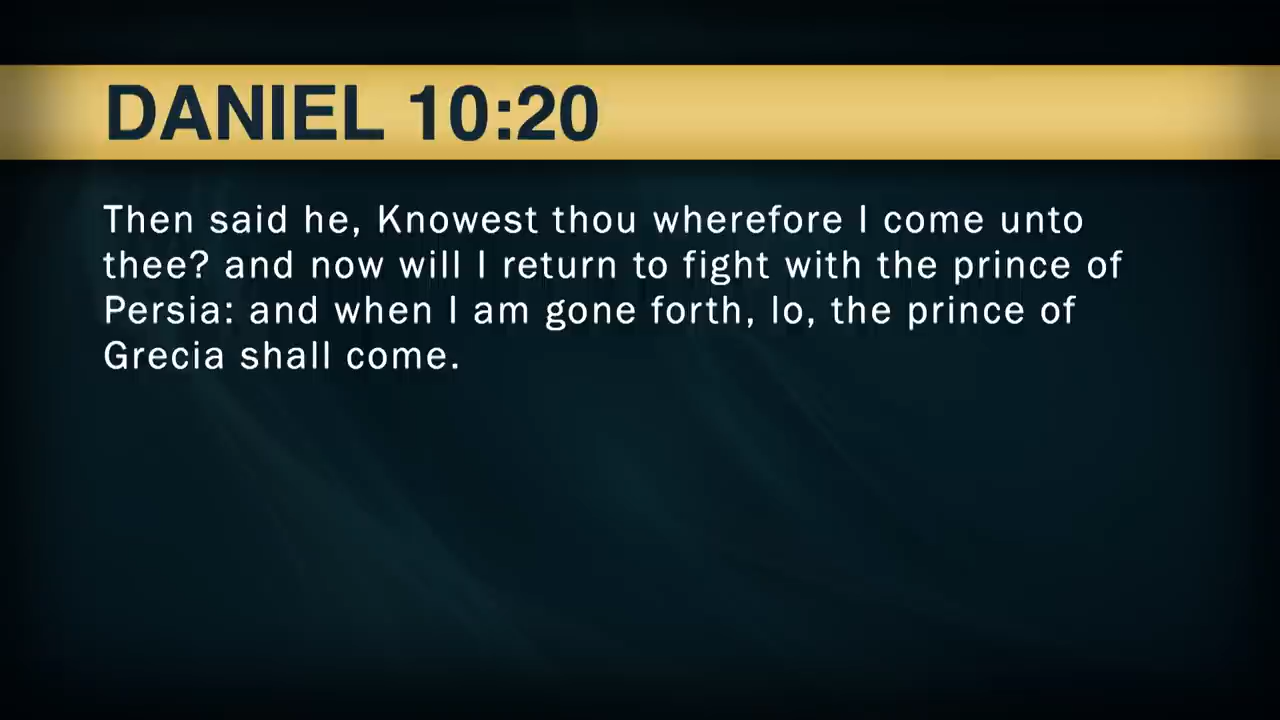 DANIEL 10:20
Then said he, Knowest thou wherefore I come unto
thee? and now will I return to fight with the prince of
Persia: and when I am gone forth, lo, the prince of
Grecia shall come.